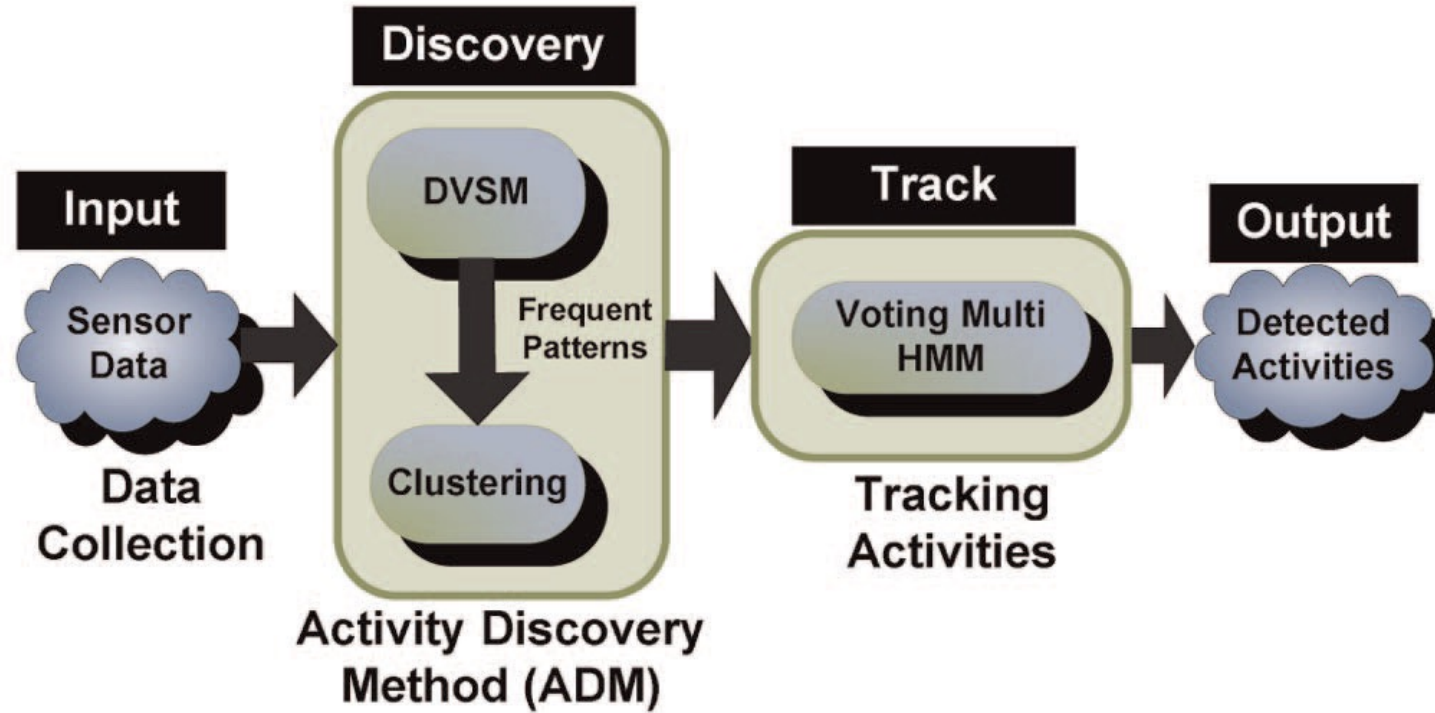 Input
Sensor
Data
Data
Collection
Discovery
DVSM
Frequent
Patterns
Clustering
Activity Discovery
Method (ADM)
Track
Voting Multi
HMM
Tracking
Activities
Output
Detected
Activities